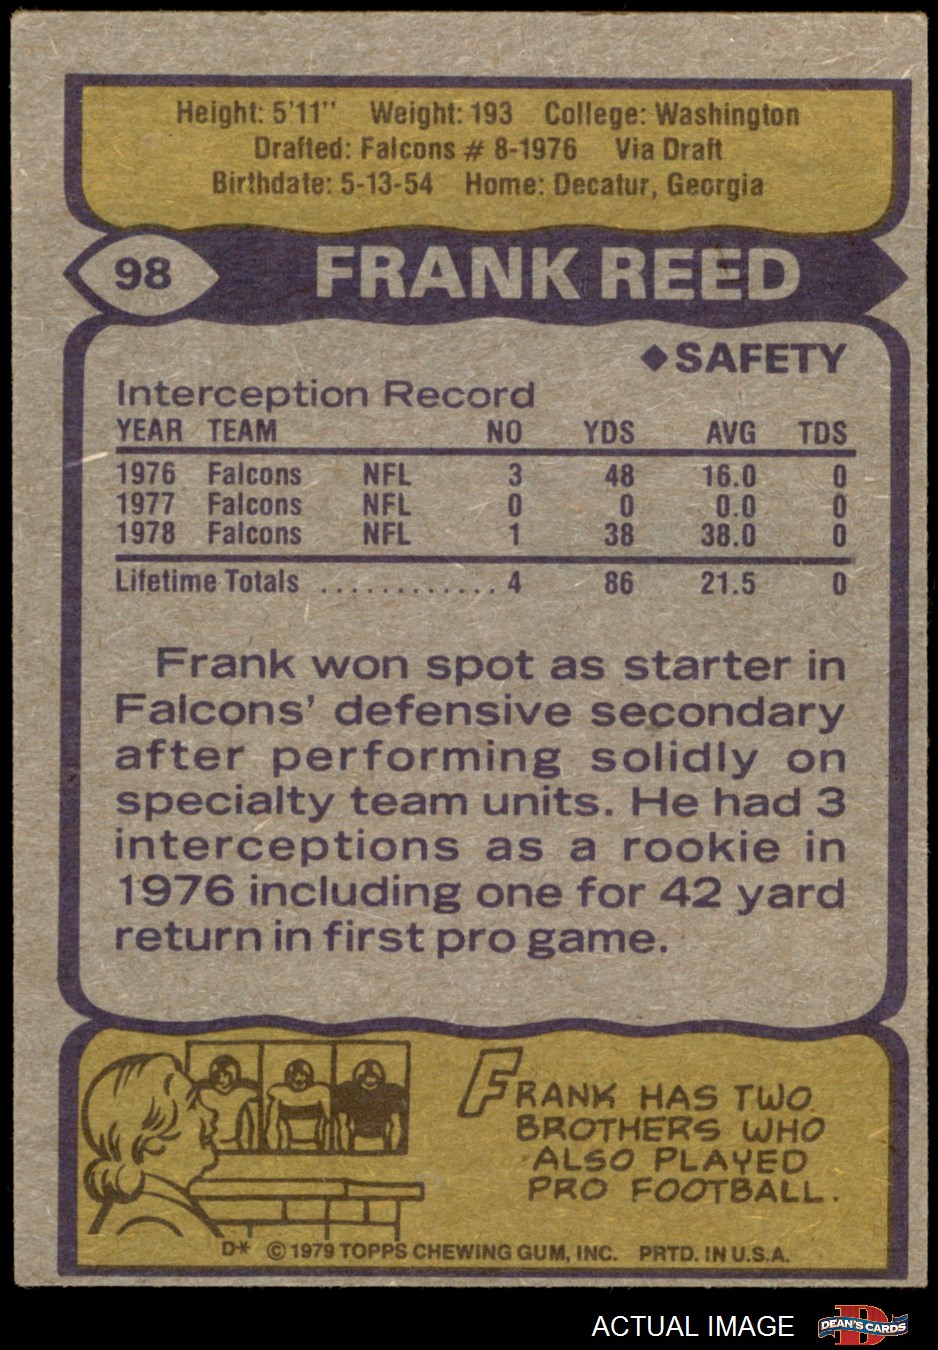 Height: 5'11" Weight: 193 College: Washington
Drafted: Falcons # 8-1976 Via Draft
Birthdate: 5-13-54 Home: Decatur, Georgia
98 FRANK REED
◆SAFETY
Interception Record
YEAR TEAM NO YDS AVG TDS
1976 Falcons NFL 3 48 16.0 0
1977 Falcons NFL 0 0 0.0 0
1978 Falcons NFL 1 38 38.0 0
Lifetime Totals ............ 4 86 21.5 0
Frank won spot as starter in
Falcons' defensive secondary
after performing solidly on
specialty team units. He had 3
interceptions as a rookie in
1976 including one for 42 yard
return in first pro game.
FRANK HAS TWO
BROTHERS WHO
ALSO PLAYED
PRO FOOTBALL.
D* © 1979 TOPPS CHEWING GUM, INC. PRTD. IN U.S.A.
ACTUAL IMAGE DEAN'S CARDS